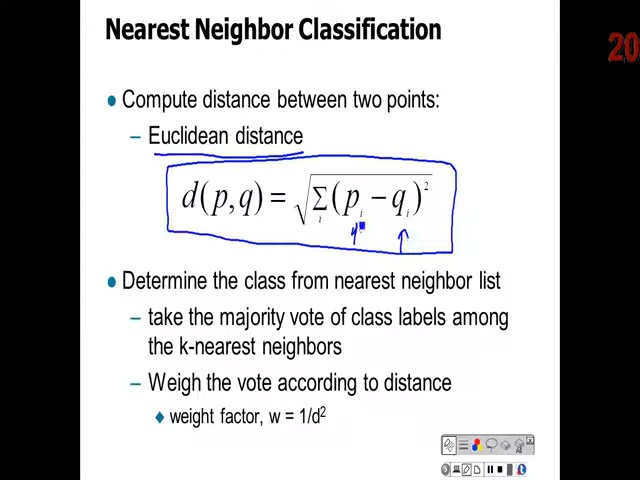 Nearest Neighbor Classification
20
● Compute distance between two points:
– Euclidean distance
d(p,q) = √∑ᵢ(pᵢ − qᵢ)²
● Determine the class from nearest neighbor list
– take the majority vote of class labels among
the k-nearest neighbors
– Weigh the vote according to distance
◆ weight factor, w = 1/d²